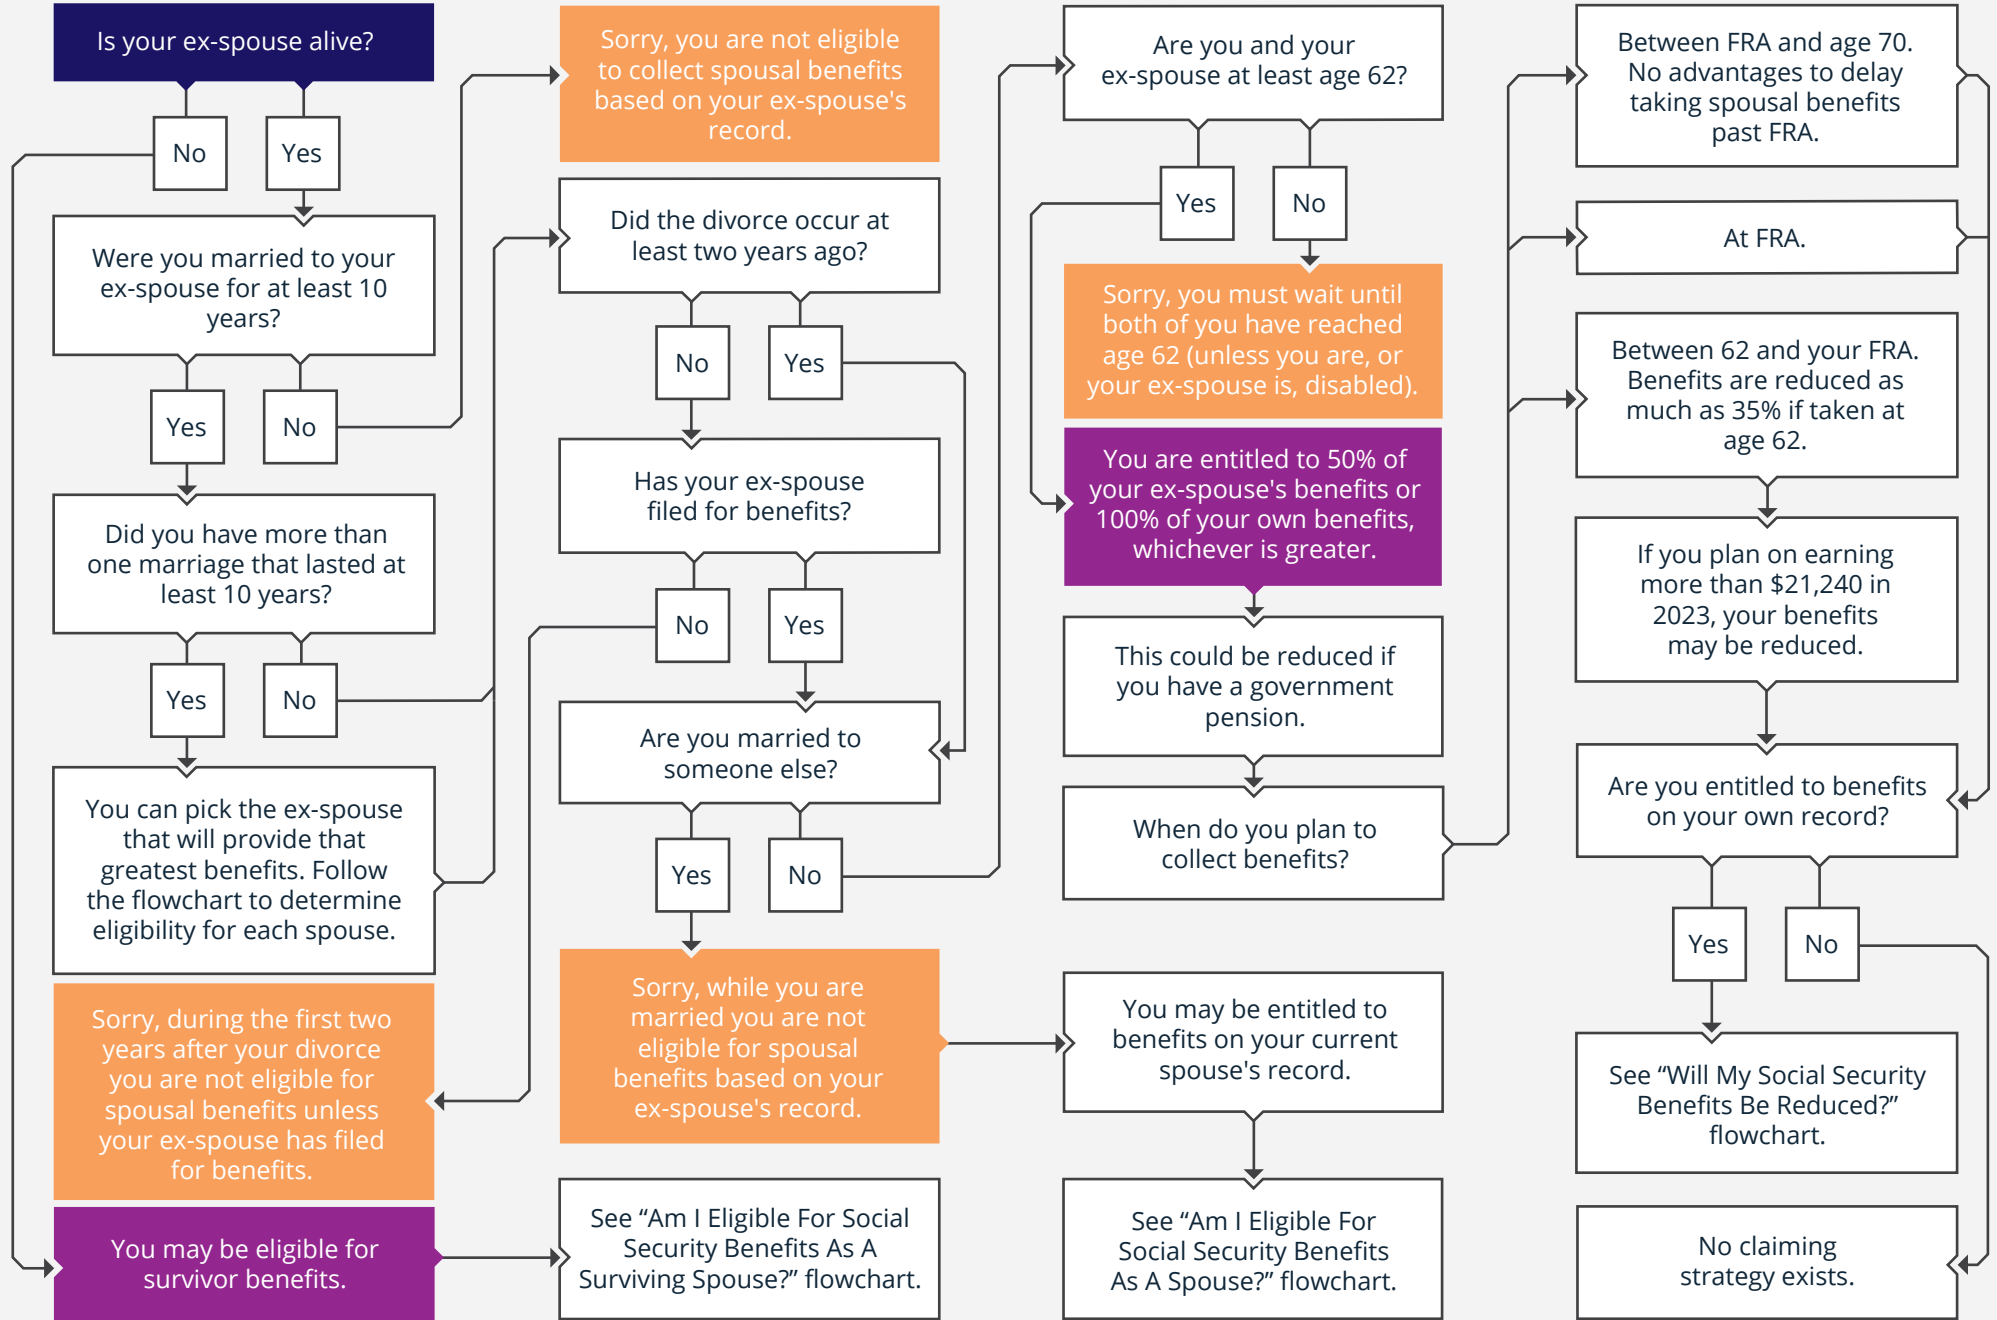 Is your ex-spouse alive?
No
Yes
Were you married to your
ex-spouse for at least 10
years?
Yes
No
Did you have more than
one marriage that lasted at
least 10 years?
Yes
No
You can pick the ex-spouse
that will provide that
greatest benefits. Follow
the flowchart to determine
eligibility for each spouse.
Sorry, during the first two
years after your divorce
you are not eligible for
spousal benefits unless
your ex-spouse has filed
for benefits.
You may be eligible for
survivor benefits.
Sorry, you are not eligible
to collect spousal benefits
based on your ex-spouse's
record.
Did the divorce occur at
least two years ago?
No
Yes
Has your ex-spouse
filed for benefits?
No
Yes
Are you married to
someone else?
Yes
No
Sorry, while you are
married you are not
eligible for spousal
benefits based on your
ex-spouse's record.
See “Am I Eligible For Social
Security Benefits As A
Surviving Spouse?” flowchart.
Are you and your
ex-spouse at least age 62?
Yes
No
Sorry, you must wait until
both of you have reached
age 62 (unless you are, or
your ex-spouse is, disabled).
You are entitled to 50% of
your ex-spouse's benefits or
100% of your own benefits,
whichever is greater.
This could be reduced if
you have a government
pension.
When do you plan to
collect benefits?
You may be entitled to
benefits on your current
spouse's record.
See “Am I Eligible For
Social Security Benefits
As A Spouse?” flowchart.
Between FRA and age 70.
No advantages to delay
taking spousal benefits
past FRA.
At FRA.
Between 62 and your FRA.
Benefits are reduced as
much as 35% if taken at
age 62.
If you plan on earning
more than $21,240 in
2023, your benefits
may be reduced.
Are you entitled to benefits
on your own record?
Yes
No
See “Will My Social Security
Benefits Be Reduced?”
flowchart.
No claiming
strategy exists.